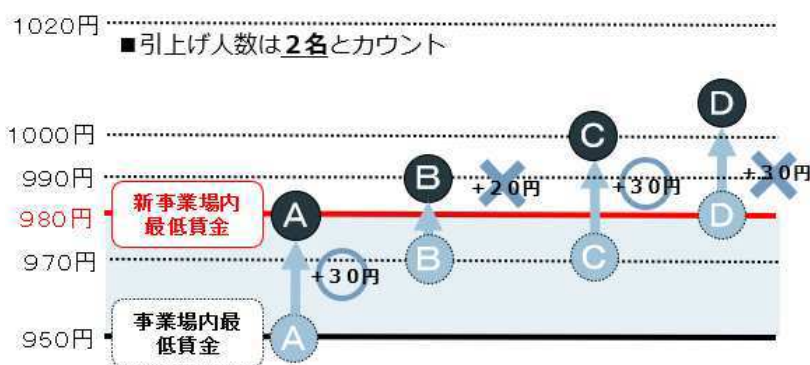 1020円
■引上げ人数は2名とカウント
D
1000円
C
B
+20円
+30円
+30円
990円
新事業場内
最低賃金
980円
A
D
970円
B
C
+30円
事業場内最
低賃金
950円
A